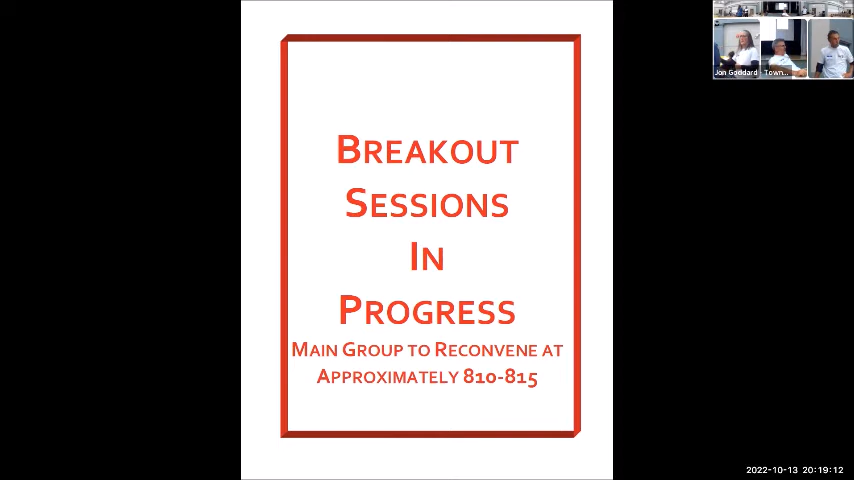 Jon Goddard - Town...
BREAKOUT
SESSIONS
IN
PROGRESS
MAIN GROUP TO RECONVENE AT
APPROXIMATELY 810-815
2022-10-13 20:19:12